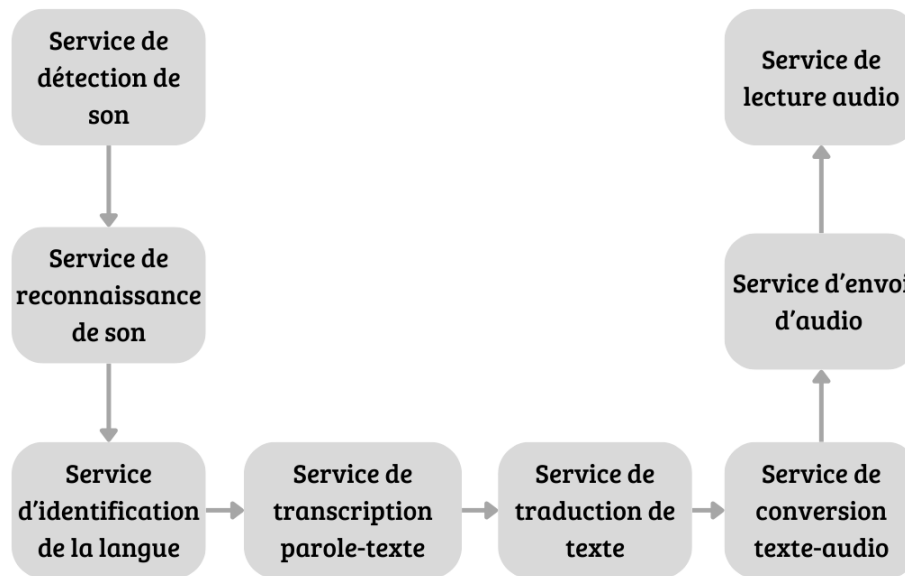 Service de
détection de
son
Service de
reconnaissance
de son
Service
d'identification
de la langue
Service de
transcription
parole-texte
Service de
traduction de
texte
Service de
conversion
texte-audio
Service d'envoi
d'audio
Service de
lecture audio